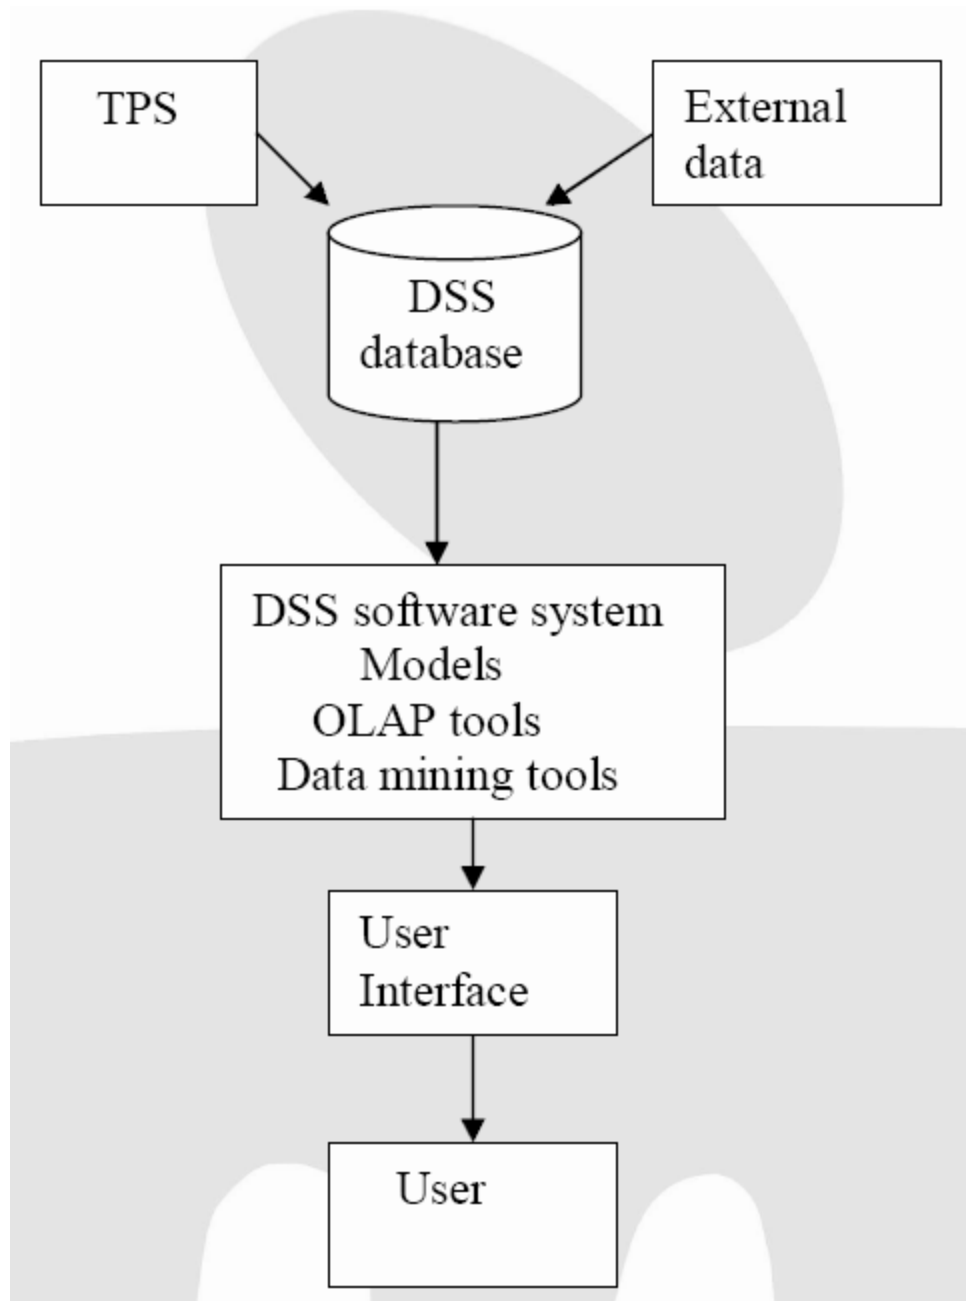 TPS
External
data
DSS
database
DSS software system
Models
OLAP tools
Data mining tools
User
Interface
User